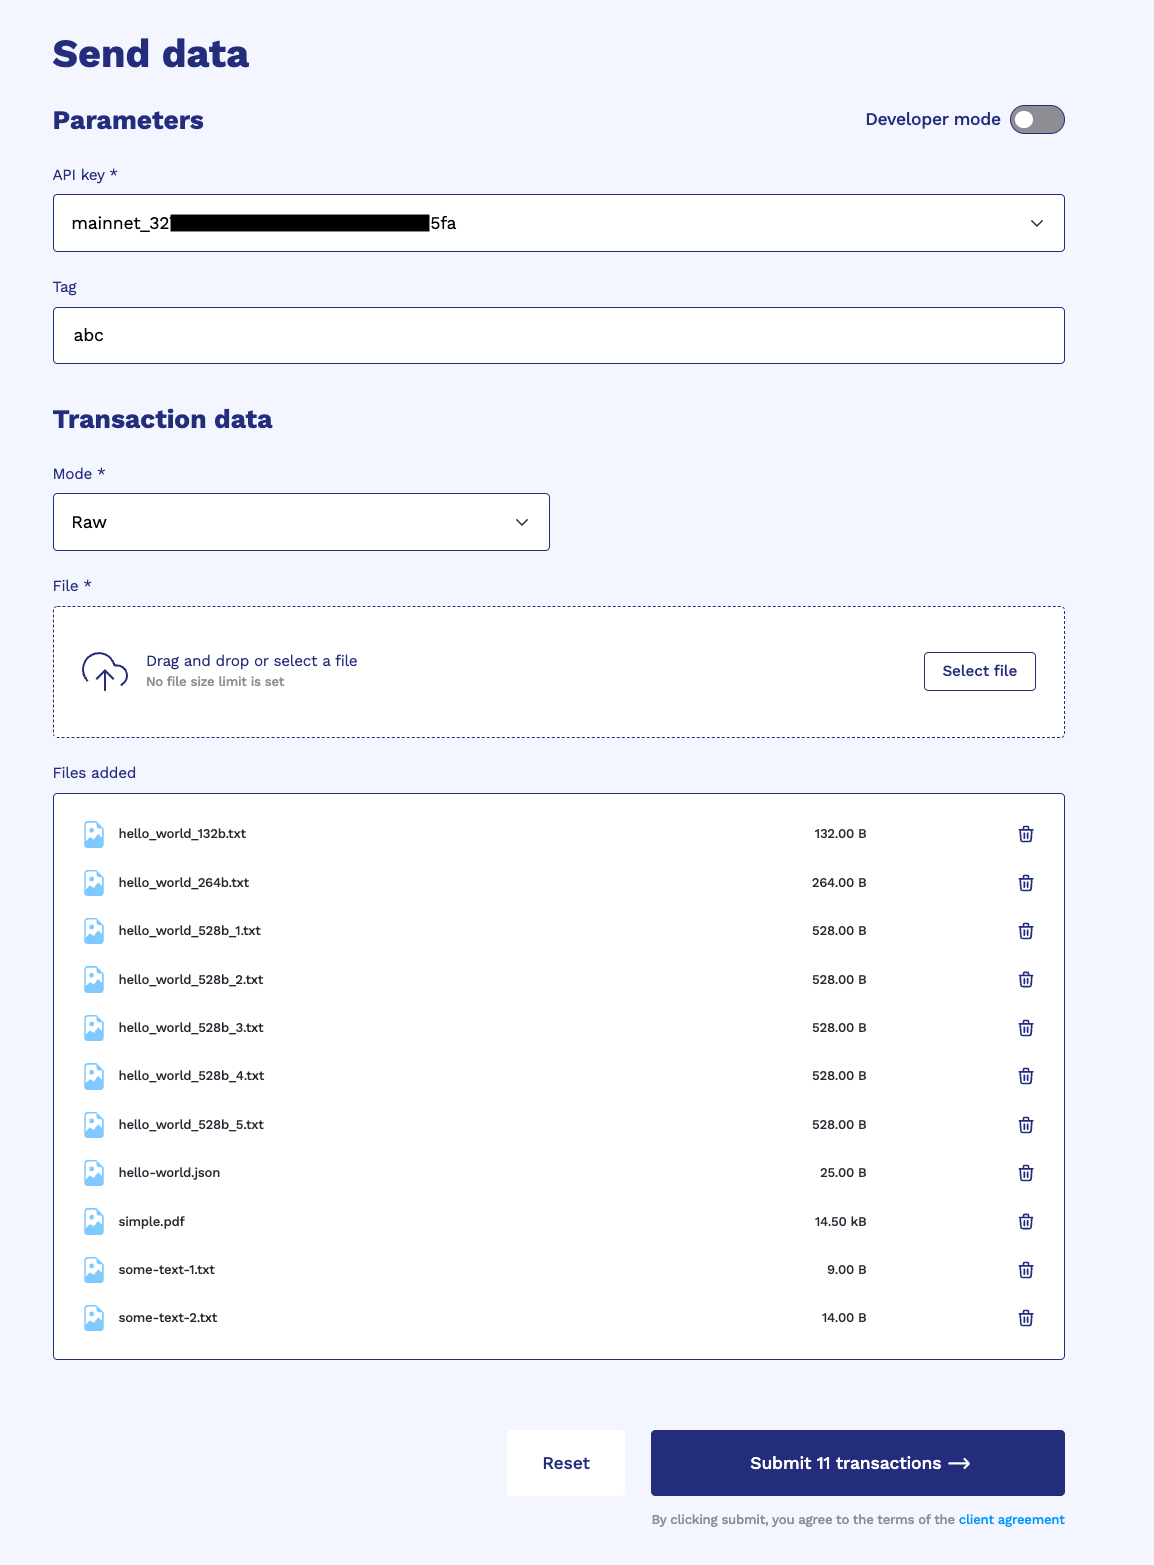 Send data
Parameters
Developer mode
API key *
mainnet_32 5fa
Tag
abc
Transaction data
Mode *
Raw
File *
Drag and drop or select a file
No file size limit is set
Select file
Files added
hello_world_132b.txt 132.00 B
hello_world_264b.txt 264.00 B
hello_world_528b_1.txt 528.00 B
hello_world_528b_2.txt 528.00 B
hello_world_528b_3.txt 528.00 B
hello_world_528b_4.txt 528.00 B
hello_world_528b_5.txt 528.00 B
hello-world.json 25.00 B
simple.pdf 14.50 kB
some-text-1.txt 9.00 B
some-text-2.txt 14.00 B
Reset
Submit 11 transactions →
By clicking submit, you agree to the terms of the client agreement